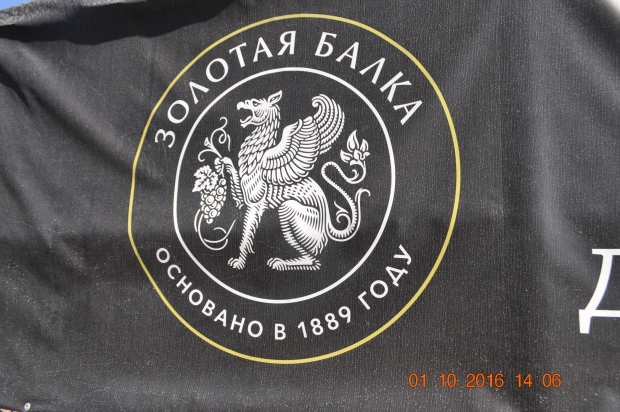 ЗОЛОТАЯ БАЛКА
ОСНОВАНО В 1889 ГОДУ
Д
01 10 2016 14 06